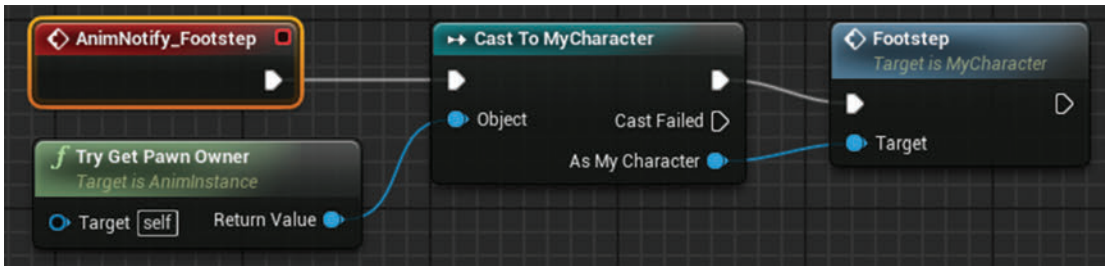 AnimNotify_Footstep
Cast To MyCharacter
Object
Cast Failed
As My Character
Footstep
Target is MyCharacter
Target
f Try Get Pawn Owner
Target is AnimInstance
Target self
Return Value